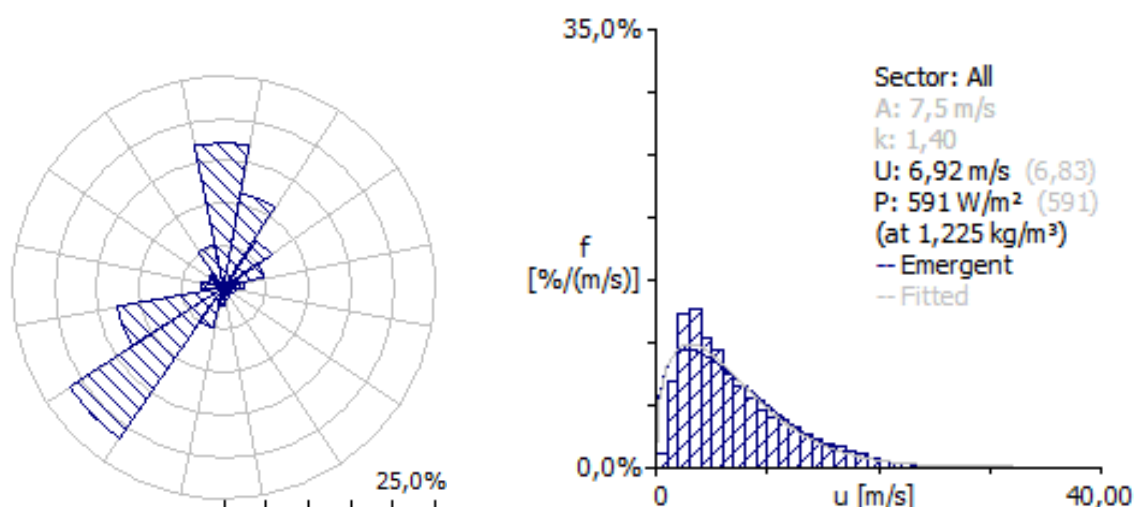 25,0%
35,0%
f
[%/(m/s)]
0,0%
0
u [m/s]
40,00
Sector: All
A: 7,5 m/s
k: 1,40
U: 6,92 m/s (6,83)
P: 591 W/m² (591)
(at 1,225 kg/m³)
-- Emergent
-- Fitted